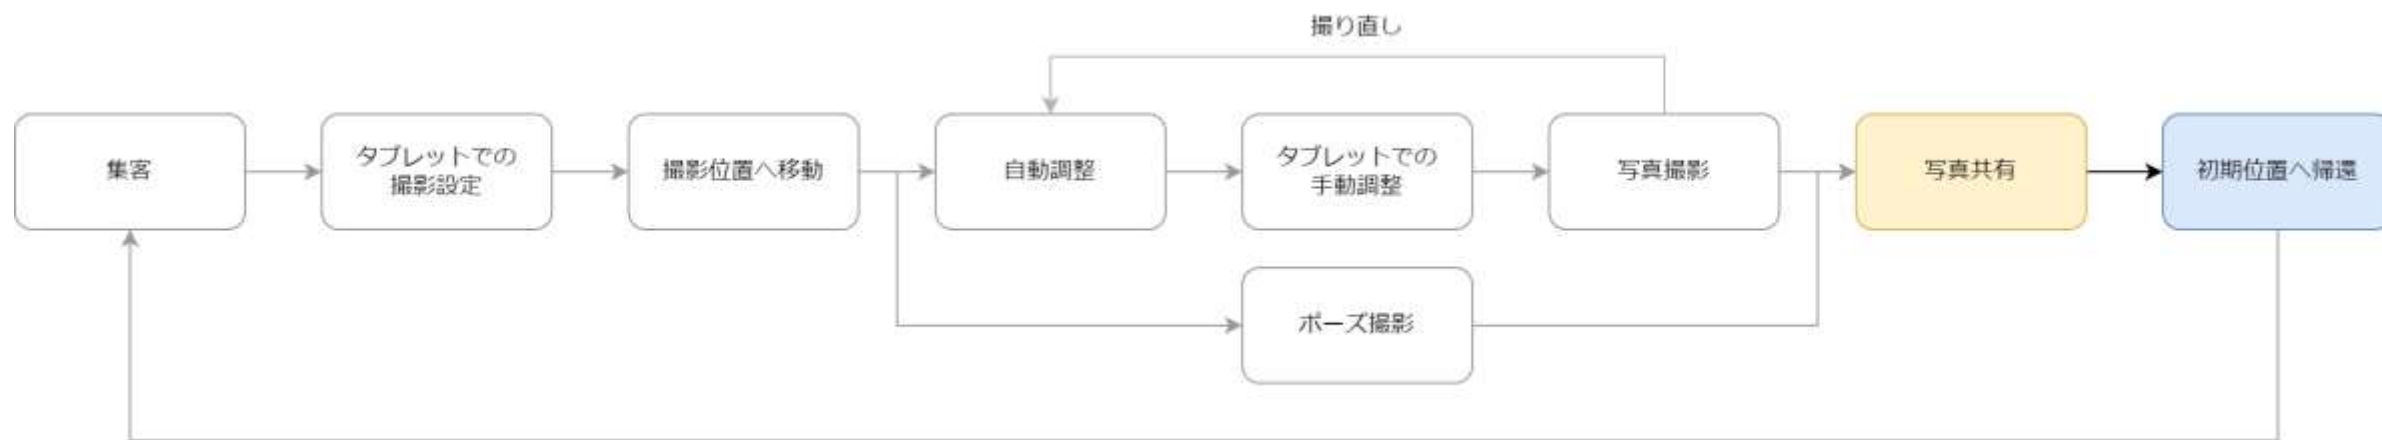 撮り直し
集客
タブレットでの
撮影設定
撮影位置へ移動
自動調整
タブレットでの
手動調整
写真撮影
写真共有
初期位置へ帰還
ポーズ撮影